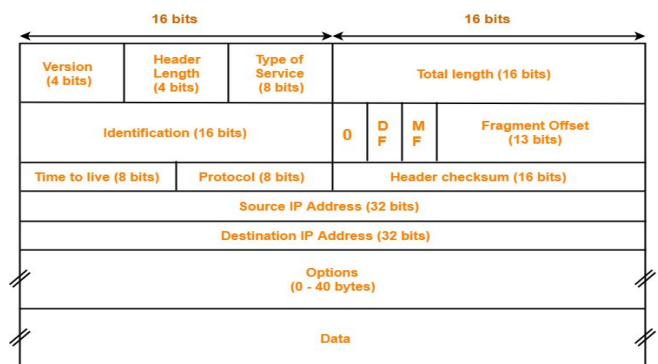 16 bits
16 bits
Version
(4 bits)
Header
Length
(4 bits)
Type of
Service
(8 bits)
Total length (16 bits)
Identification (16 bits)
0
D
F
M
F
Fragment Offset
(13 bits)
Time to live (8 bits)
Protocol (8 bits)
Header checksum (16 bits)
Source IP Address (32 bits)
Destination IP Address (32 bits)
Options
(0 - 40 bytes)
Data